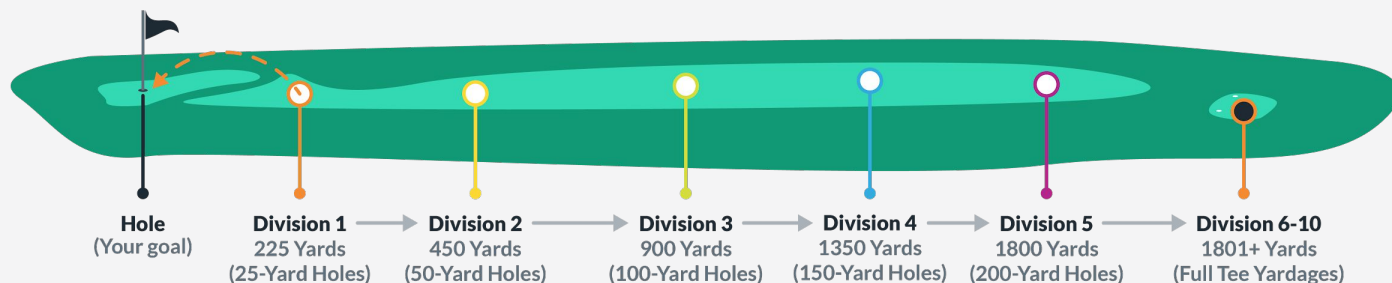 Hole
(Your goal)
Division 1
225 Yards
(25-Yard Holes)
Division 2
450 Yards
(50-Yard Holes)
Division 3
900 Yards
(100-Yard Holes)
Division 4
1350 Yards
(150-Yard Holes)
Division 5
1800 Yards
(200-Yard Holes)
Division 6-10
1801+ Yards
(Full Tee Yardages)